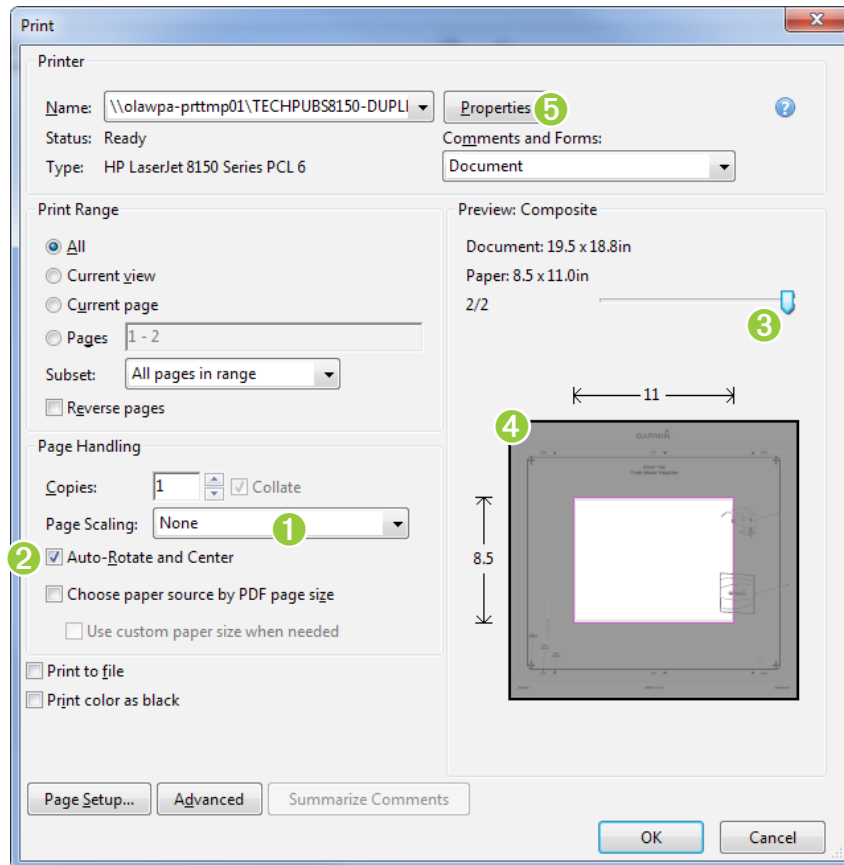 Print
Printer
Name: \\olawpa-prttmp01\TECHPUBS8150-DUPLI
Properties 5
Status: Ready
Comments and Forms:
Type: HP LaserJet 8150 Series PCL 6
Document
Print Range
All
Current view
Current page
Pages 1 - 2
Subset: All pages in range
Reverse pages
Preview: Composite
Document: 19.5 x 18.8in
Paper: 8.5 x 11.0in
2/2
3
11
4
GARMIN
8.5
Page Handling
Copies: 1 Collate
Page Scaling: None 1
2 Auto-Rotate and Center
Choose paper source by PDF page size
Use custom paper size when needed
Print to file
Print color as black
Page Setup... Advanced Summarize Comments
OK Cancel